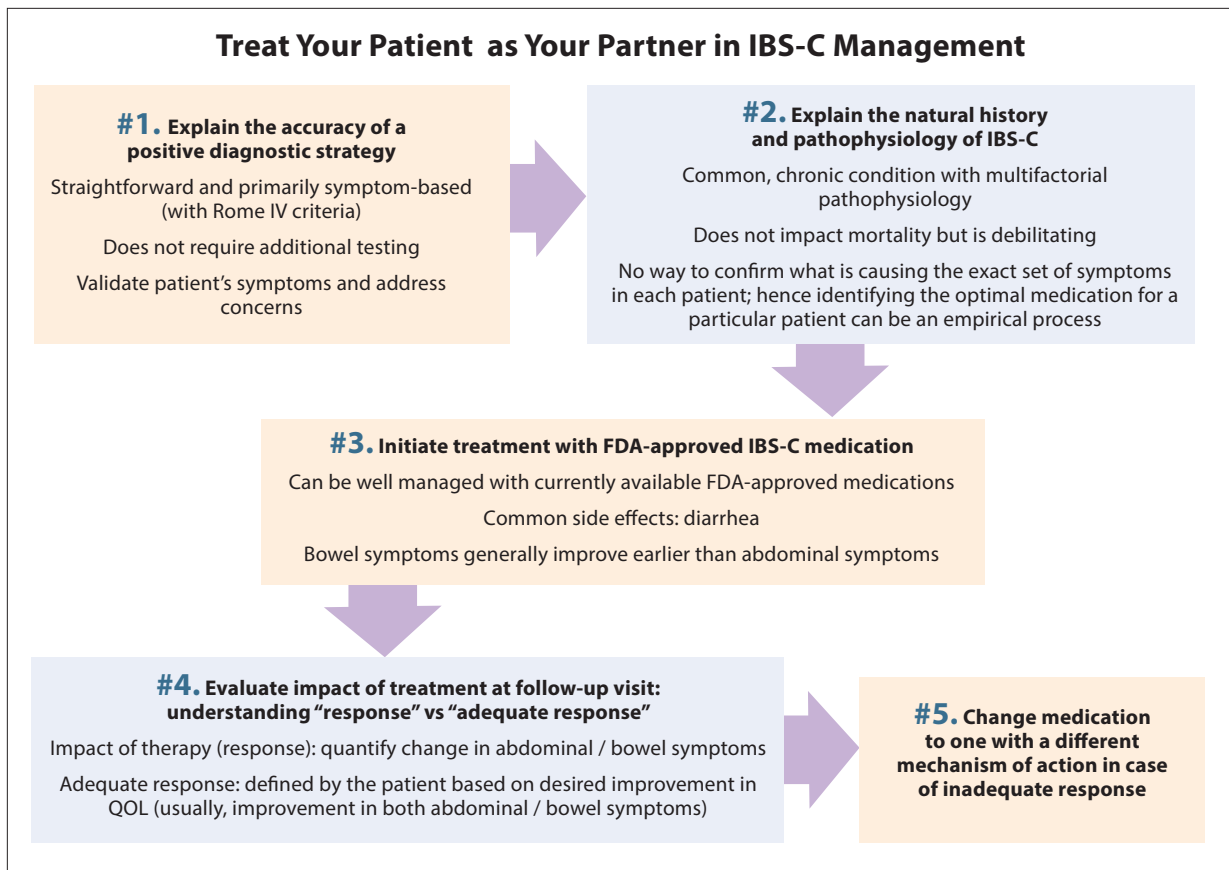 Treat Your Patient as Your Partner in IBS-C Management
#1. Explain the accuracy of a
positive diagnostic strategy
Straightforward and primarily symptom-based
(with Rome IV criteria)
Does not require additional testing
Validate patient’s symptoms and address
concerns
#2. Explain the natural history
and pathophysiology of IBS-C
Common, chronic condition with multifactorial
pathophysiology
Does not impact mortality but is debilitating
No way to confirm what is causing the exact set of symptoms
in each patient; hence identifying the optimal medication for a
particular patient can be an empirical process
#3. Initiate treatment with FDA-approved IBS-C medication
Can be well managed with currently available FDA-approved medications
Common side effects: diarrhea
Bowel symptoms generally improve earlier than abdominal symptoms
#4. Evaluate impact of treatment at follow-up visit:
understanding “response” vs “adequate response”
Impact of therapy (response): quantify change in abdominal / bowel symptoms
Adequate response: defined by the patient based on desired improvement in
QOL (usually, improvement in both abdominal / bowel symptoms)
#5. Change medication
to one with a different
mechanism of action in case
of inadequate response